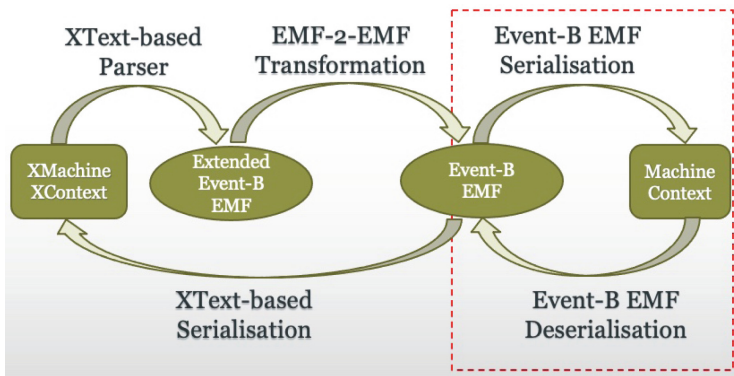 XText-based
Parser
EMF-2-EMF
Transformation
Event-B EMF
Serialisation
XMachine
XContext
Extended
Event-B
EMF
Event-B
EMF
Machine
Context
XText-based
Serialisation
Event-B EMF
Deserialisation